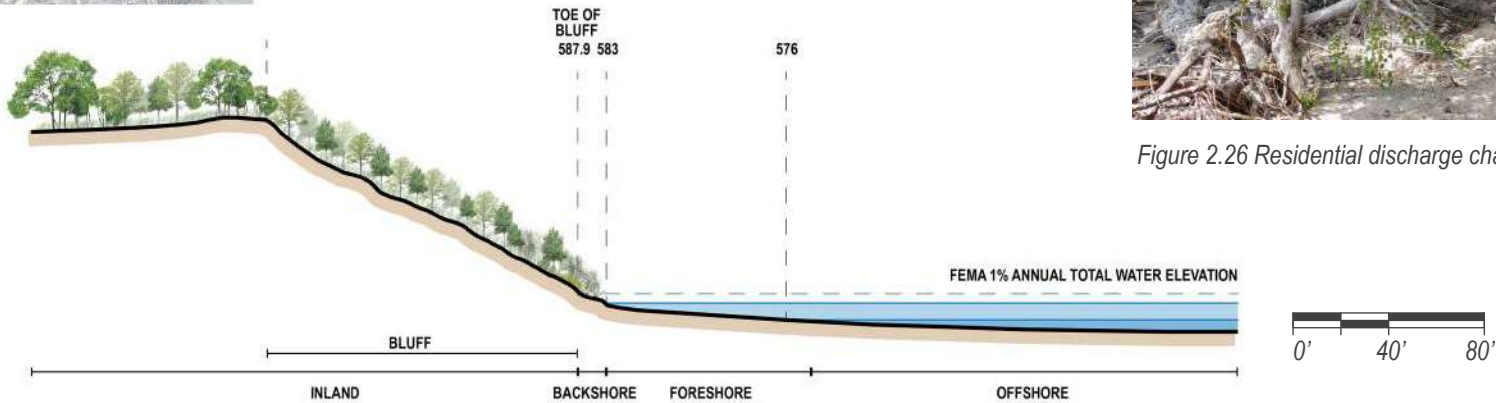 TOE OF
BLUFF
587.9 583 576
Figure 2.26 Residential discharge
FEMA 1% ANNUAL TOTAL WATER ELEVATION
BLUFF
0' 40' 80'
INLAND BACKSHORE FORESHORE OFFSHORE